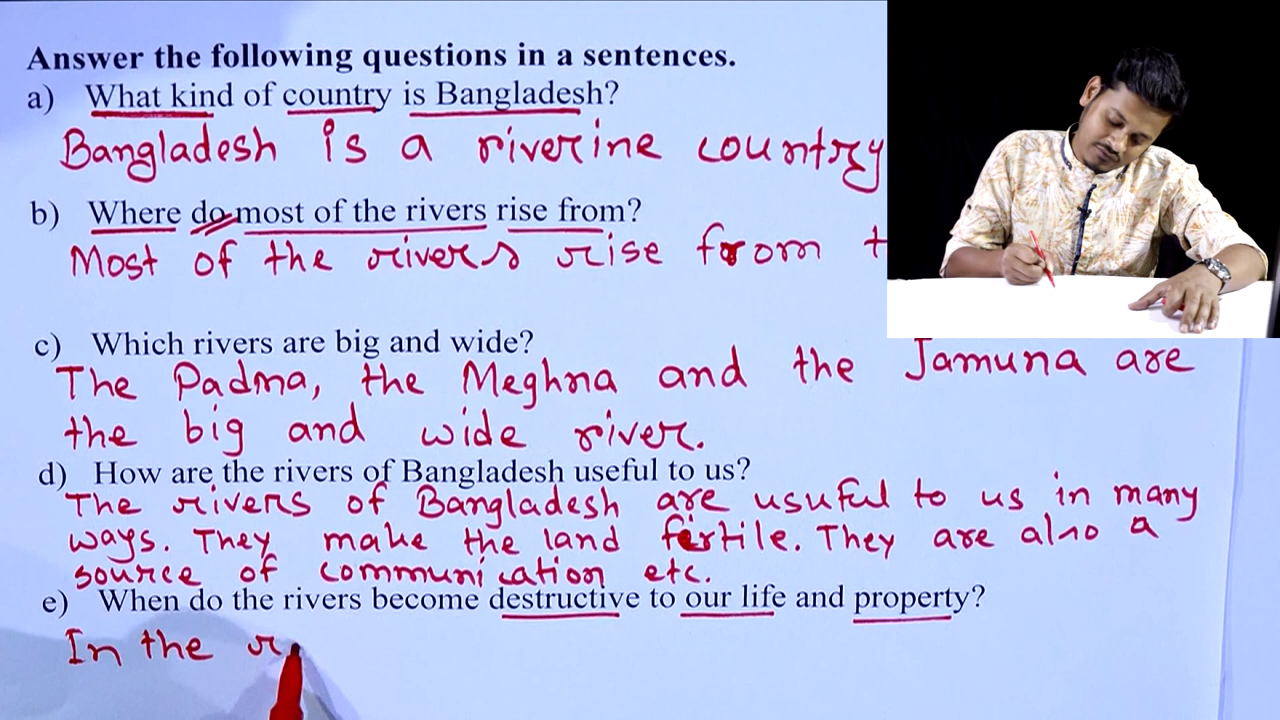 Answer the following questions in a sentences.
a) What kind of country is Bangladesh?
Bangladesh is a riverine country
b) Where do most of the rivers rise from?
Most of the rivers rise from t
c) Which rivers are big and wide?
The Padma, the Meghna and the Jamuna are
the big and wide river.
d) How are the rivers of Bangladesh useful to us?
The rivers of Bangladesh are usuful to us in many
ways. They make the land fertile. They are also a
source of communication etc.
e) When do the rivers become destructive to our life and property?
In the r